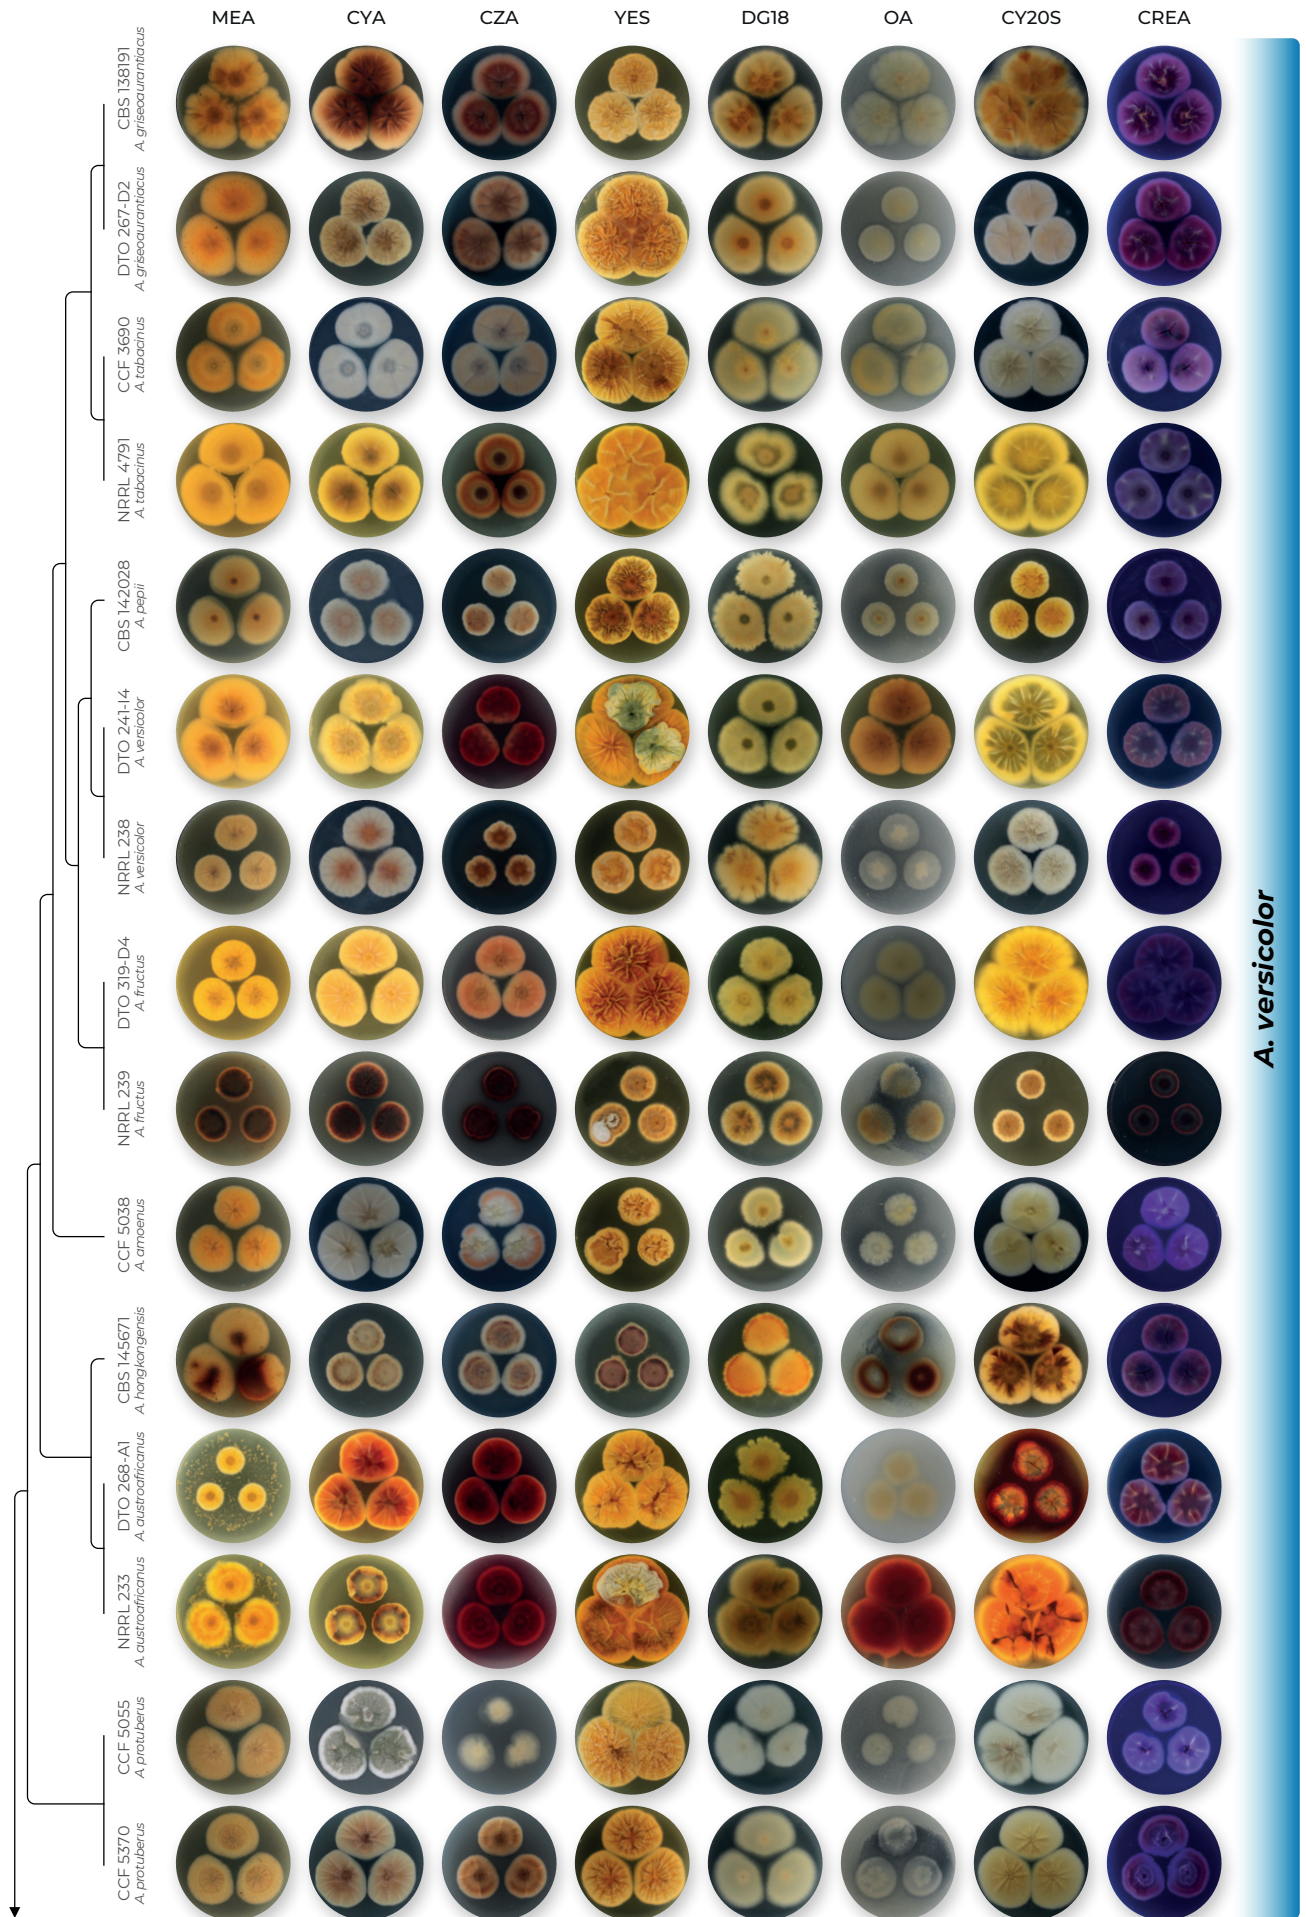 MEA CYA CZA YES DG18 OA CY20S CREA
CBS 138191
A. griseoaurantiacus
DTO 267-D2
A. griseoaurantiacus
CCF 3690
A. tabacinus
NRRL 4791
A. tabacinus
CBS 142028
A. pepii
DTO 241-I4
A. versicolor
NRRL 238
A. versicolor
DTO 319-D4
A. fructus
NRRL 239
A. fructus
CCF 5038
A. amoenus
CBS 145671
A. hongkongensis
DTO 268-A1
A. austroafricanus
NRRL 233
A. austroafricanus
CCF 5055
A. protuberus
CCF 5370
A. protuberus
A. versicolor